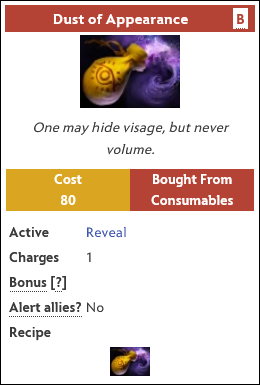 Dust of Appearance B
One may hide visage, but never
volume.
Cost Bought From
80 Consumables
Active Reveal
Charges 1
Bonus [?]
Alert allies? No
Recipe